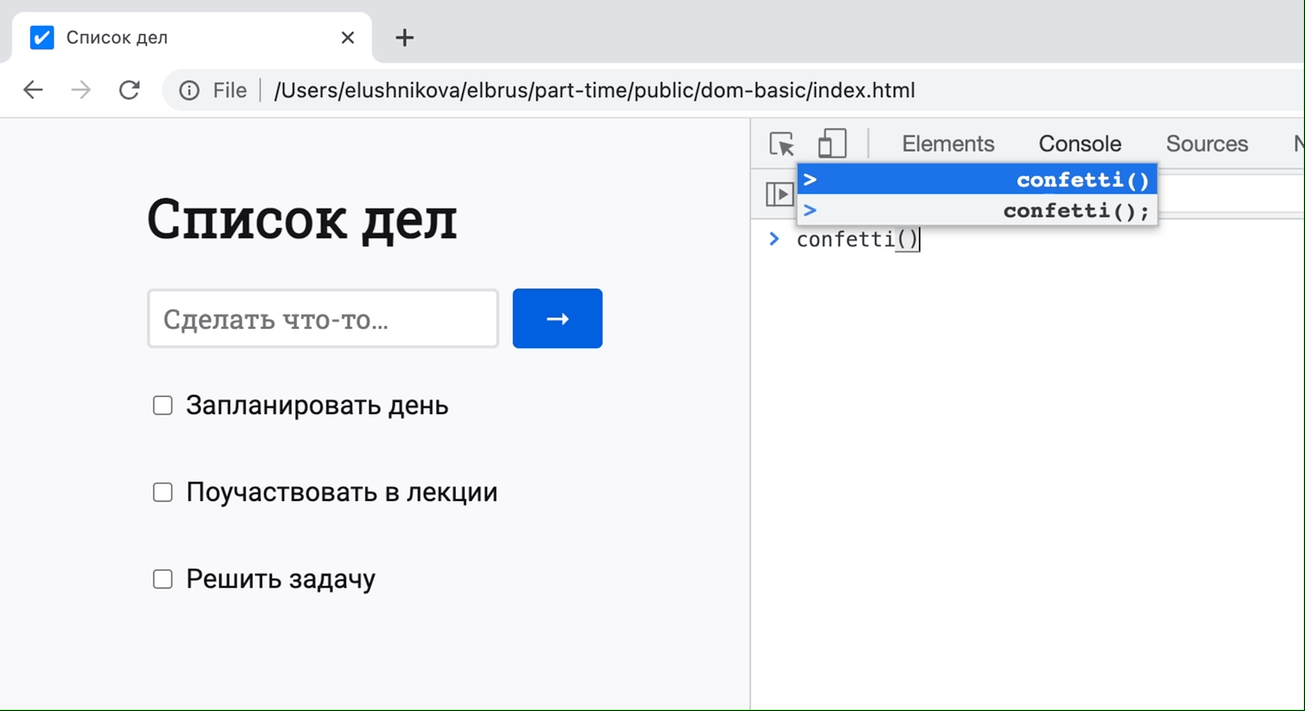 Список дел
File /Users/elushnikova/elbrus/part-time/public/dom-basic/index.html
Elements Console Sources
> confetti()
> confetti();
> confetti()
Список дел
Сделать что-то...
→
Запланировать день
Поучаствовать в лекции
Решить задачу